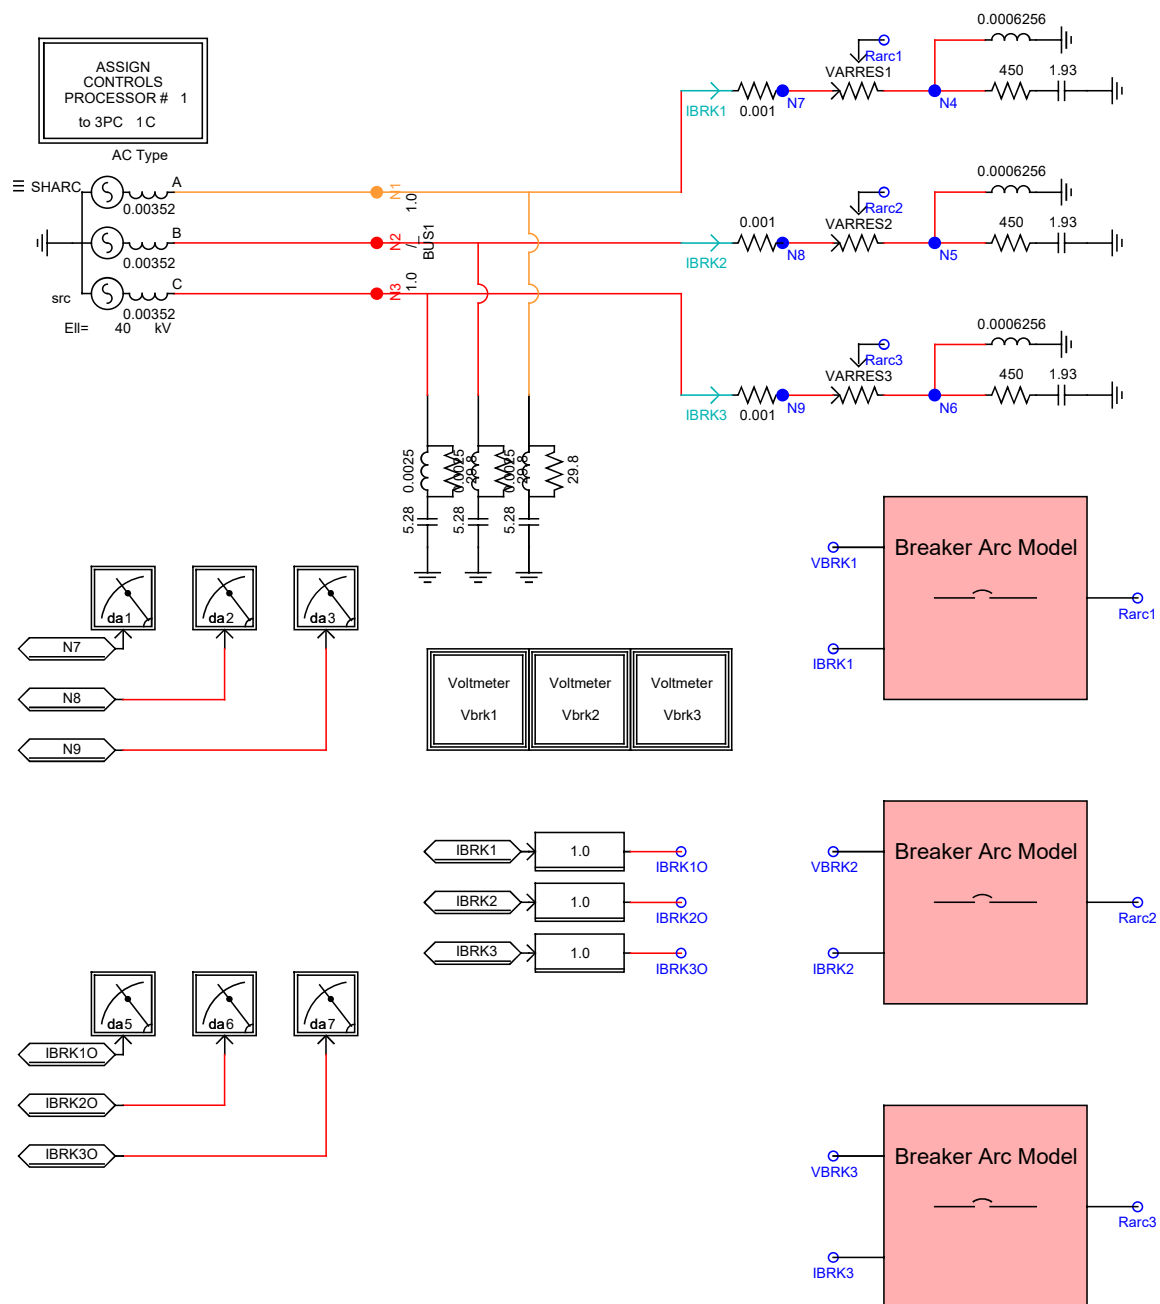 0.0006256
ASSIGN
CONTROLS
PROCESSOR # 1
to 3PC 1C
Rarc1
VARRES1
450 1.93
IBRK1
0.001
N7
N4
AC Type
SHARC
A
0.00352
N1
1.0
0.0006256
Rarc2
VARRES2
450 1.93
B
0.00352
N2
/
BUS1
IBRK2
0.001
N8
N5
src
C
0.00352
N3
1.0
Ell= 40 kV
0.0006256
Rarc3
VARRES3
450 1.93
IBRK3
0.001
N9
N6
0.0025
0.0025
29.8
0.0025
29.8
29.8
5.28
5.28
5.28
Breaker Arc Model
VBRK1
Rarc1
IBRK1
da1
da2
da3
N7
N8
N9
Voltmeter
Vbrk1
Voltmeter
Vbrk2
Voltmeter
Vbrk3
IBRK1
1.0
IBRK1O
IBRK2
1.0
IBRK2O
IBRK3
1.0
IBRK3O
Breaker Arc Model
VBRK2
Rarc2
IBRK2
da5
da6
da7
IBRK1O
IBRK2O
IBRK3O
Breaker Arc Model
VBRK3
Rarc3
IBRK3